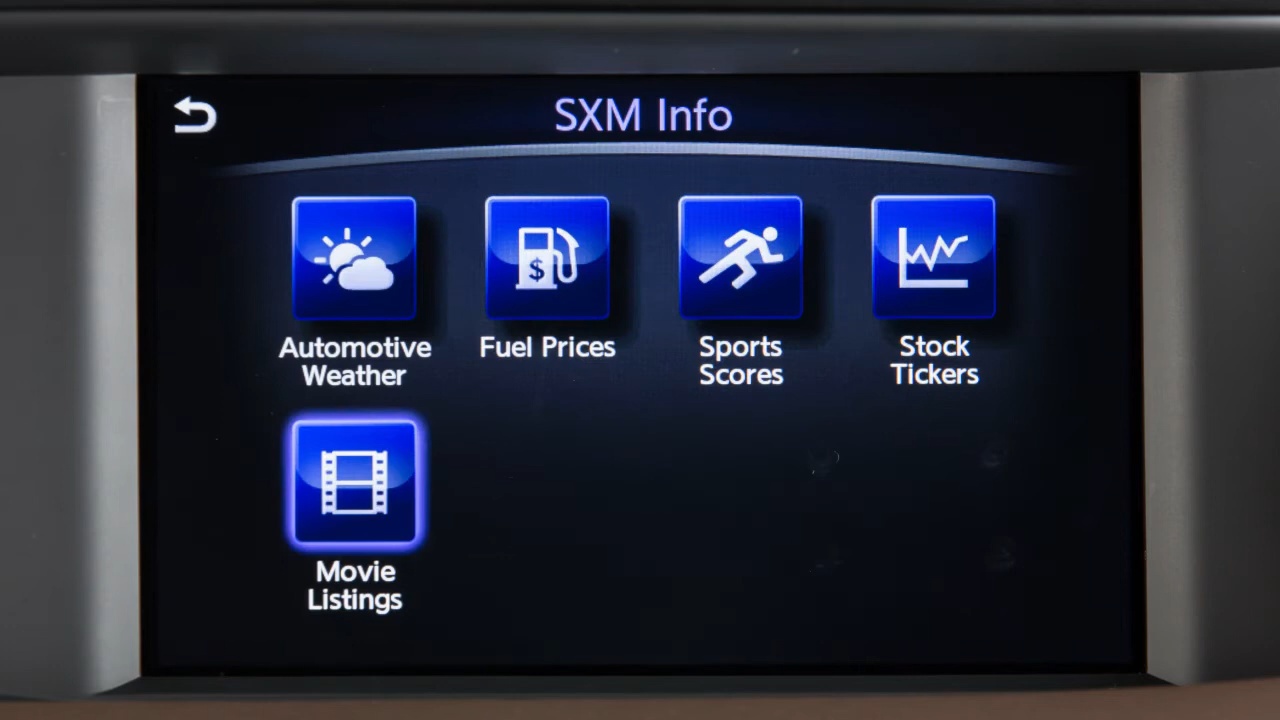 SXM Info
Automotive
Weather
$
Fuel Prices
Sports
Scores
Stock
Tickers
Movie
Listings